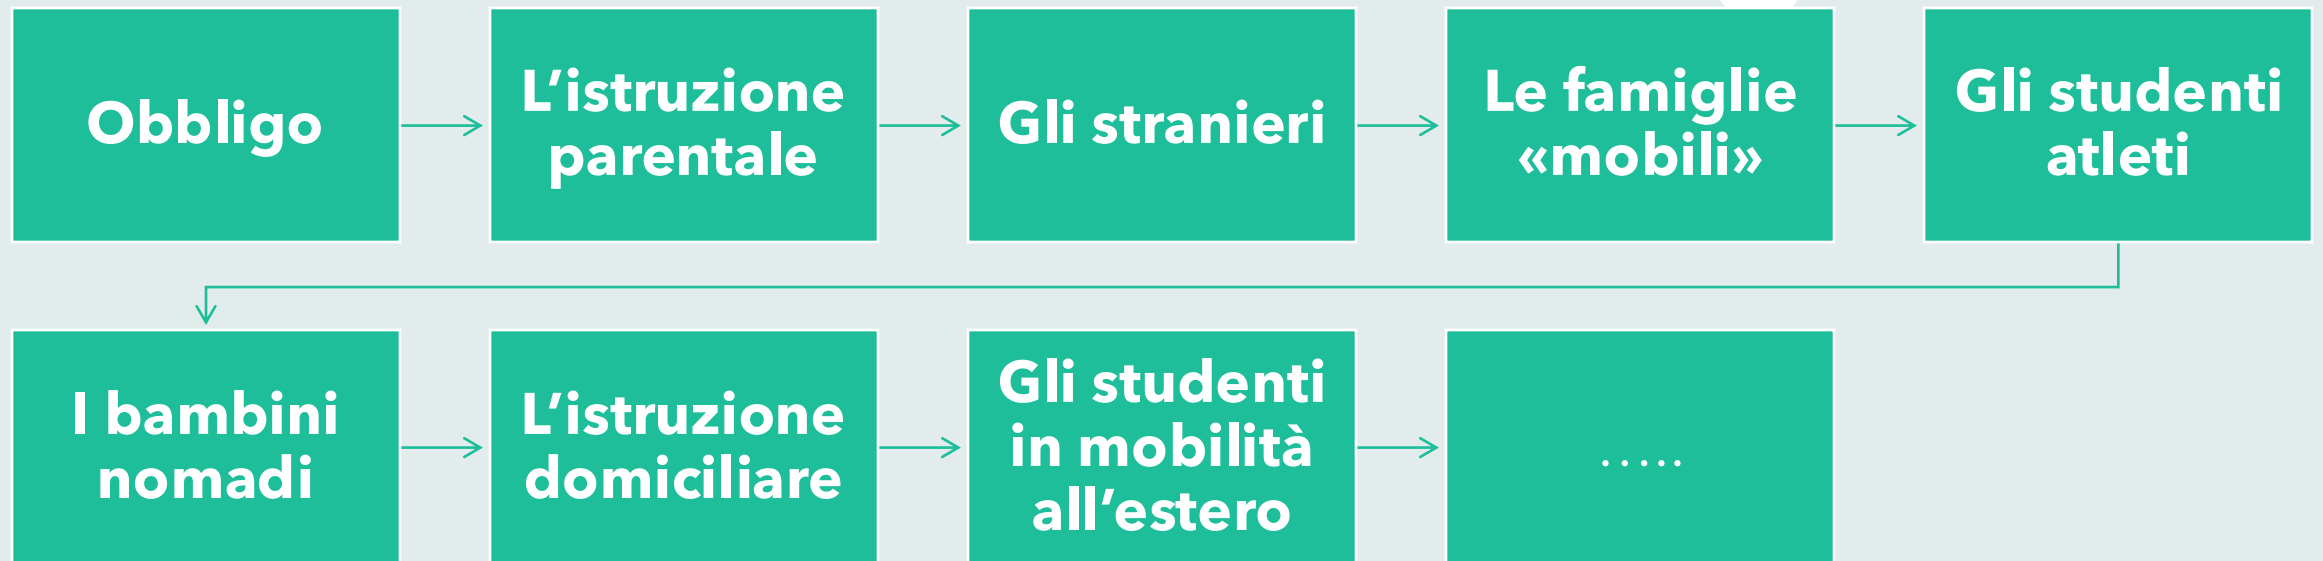 Obbligo
L’istruzione
parentale
Gli stranieri
Le famiglie
«mobili»
Gli studenti
atleti
I bambini
nomadi
L’istruzione
domiciliare
Gli studenti
in mobilità
all’estero
.....